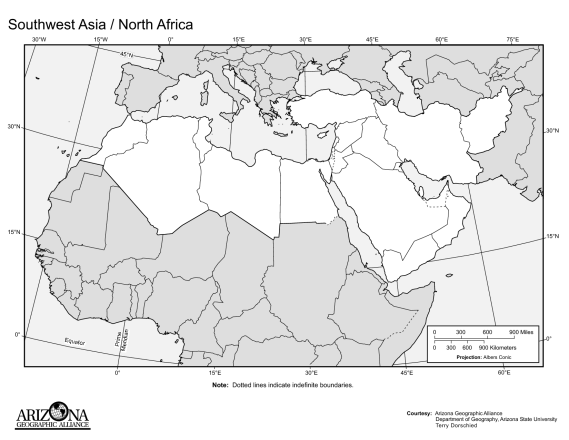 Southwest Asia / North Africa
30°W 15°W 0° 15°E 30°E 45°E 60°E 75°E
45°N
30°N
30°N
15°N
15°N
0°
0°
Equator
Prime Meridian
0 300 600 900 Miles
0 300 600 900 Kilometers
Projection: Albers Conic
0° 15°E 30°E 45°E 60°E
Note: Dotted lines indicate indefinite boundaries.
ARIZONA
GEOGRAPHIC ALLIANCE
Courtesy: Arizona Geographic Alliance
Department of Geography, Arizona State University
Terry Dorschied